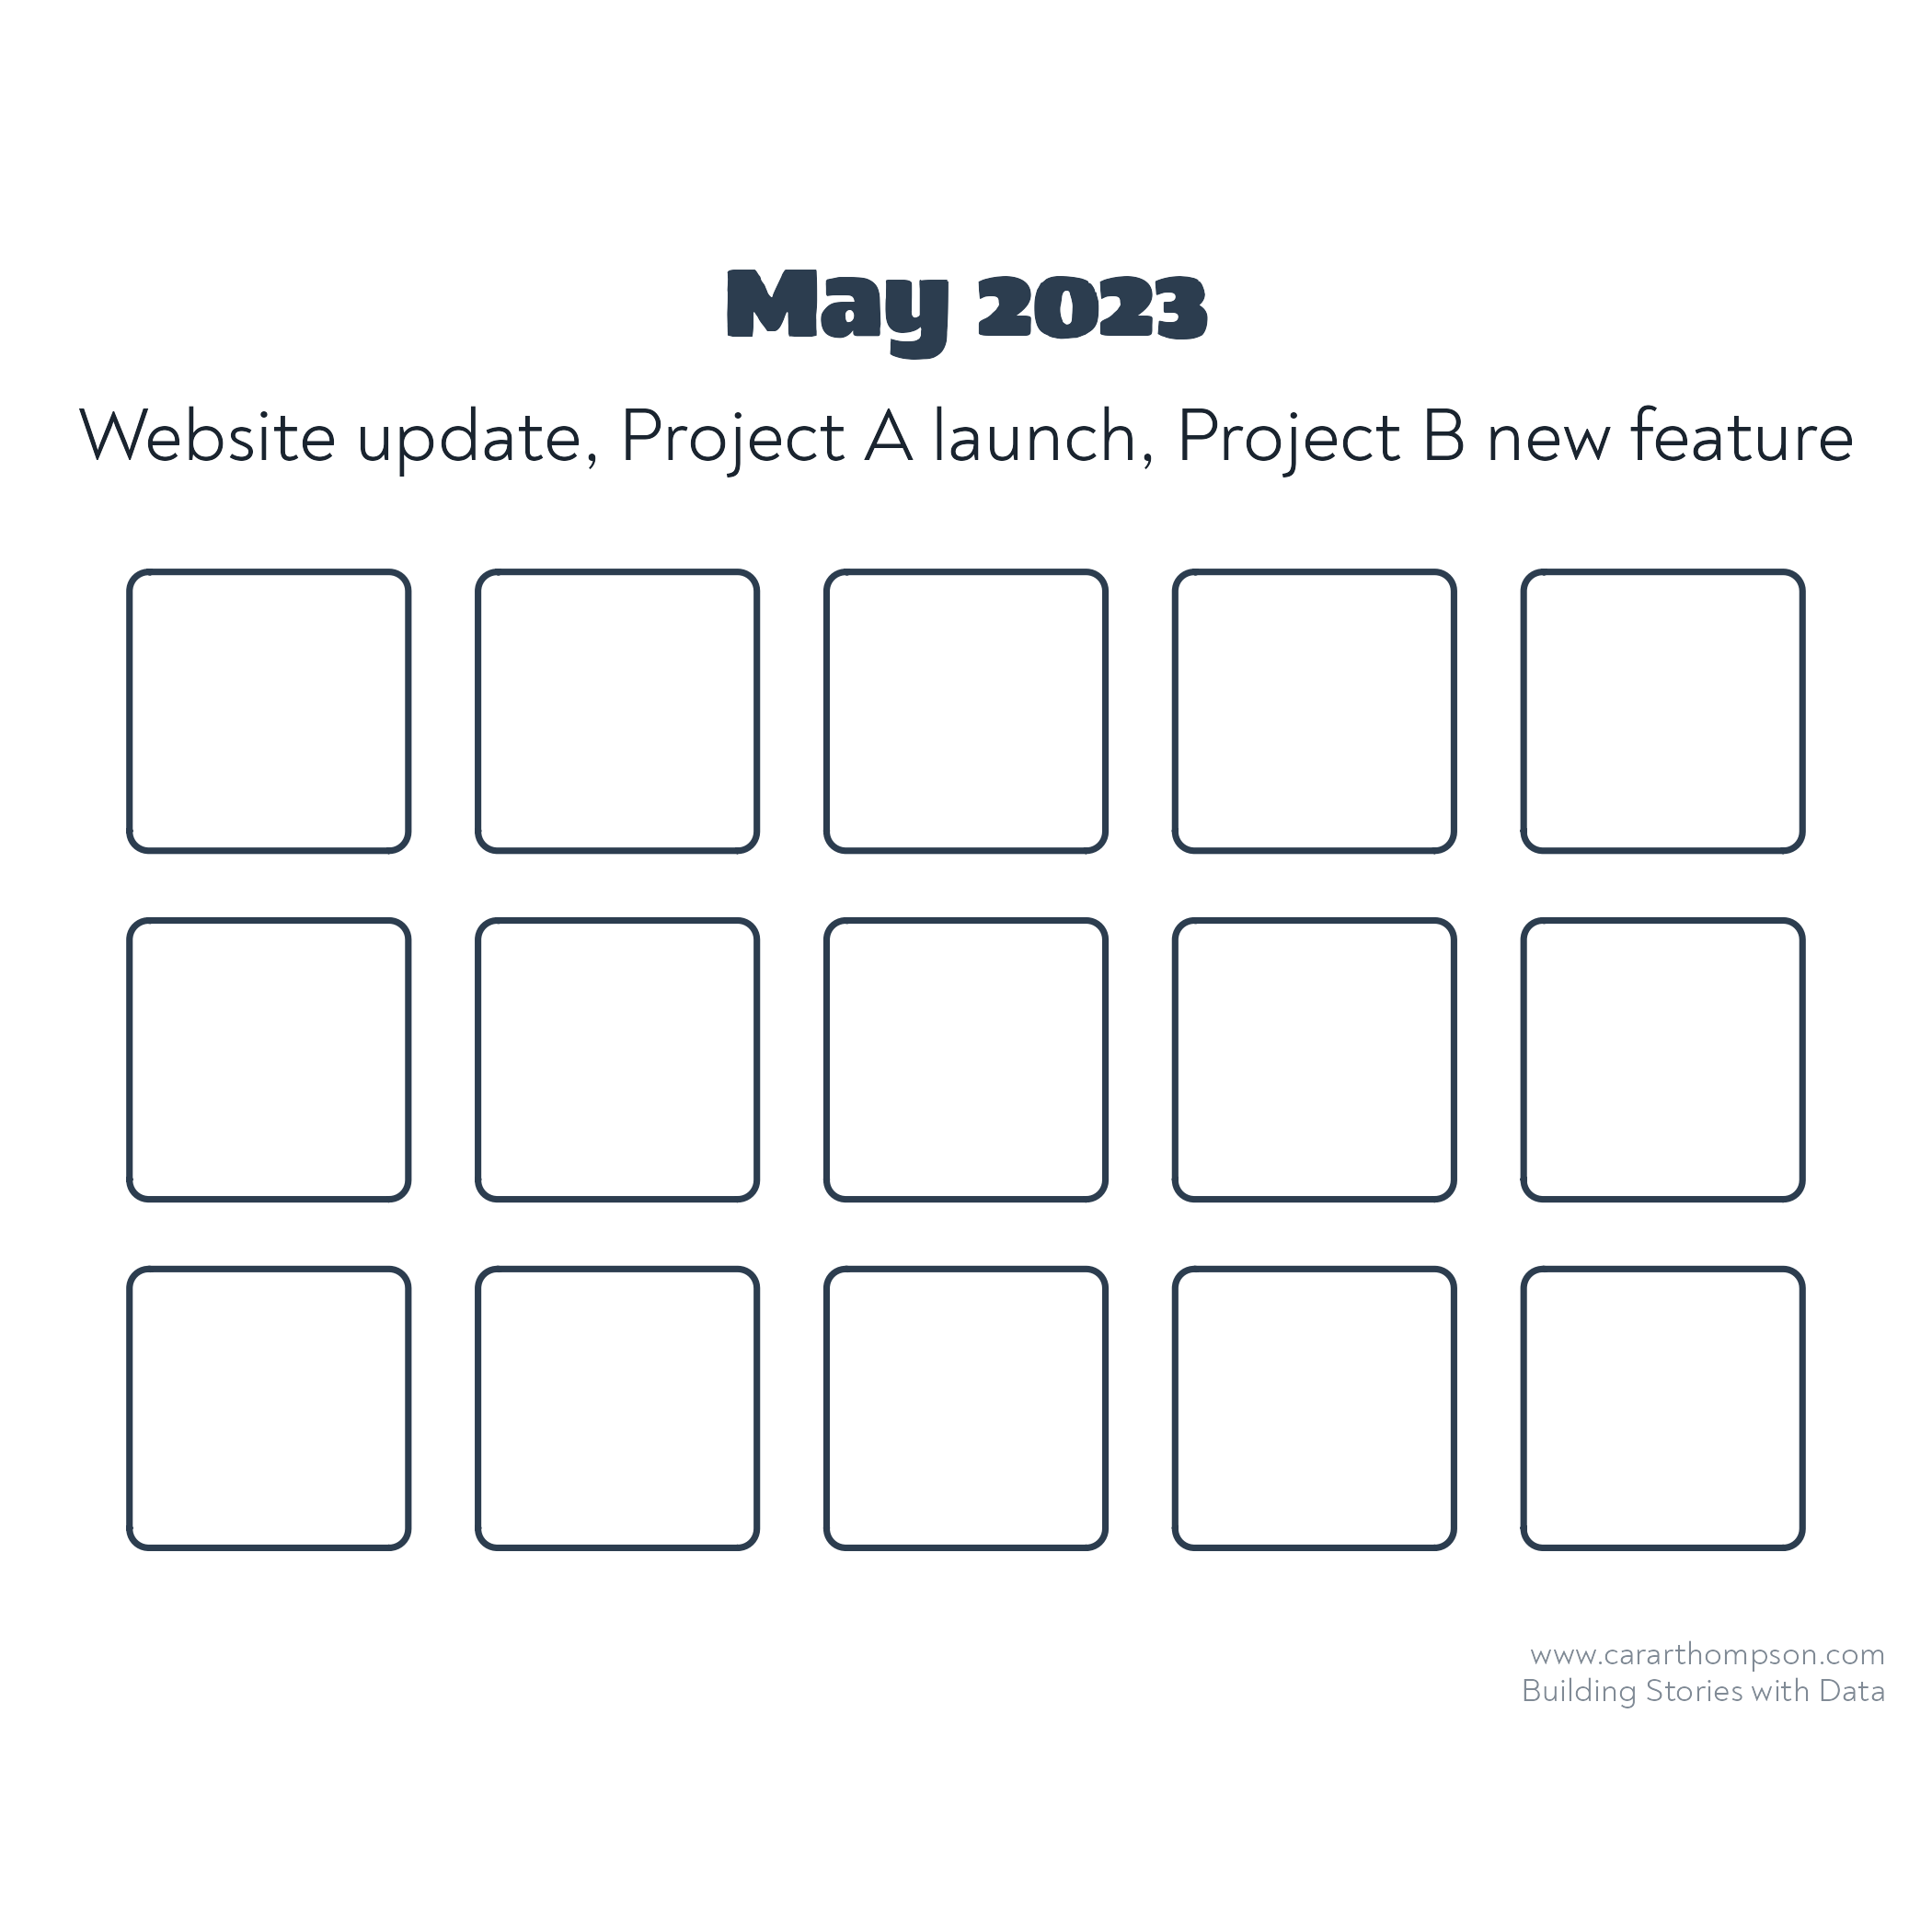 May 2023
Website update, Project A launch, Project B new feature
www.cararthompson.com
Building Stories with Data